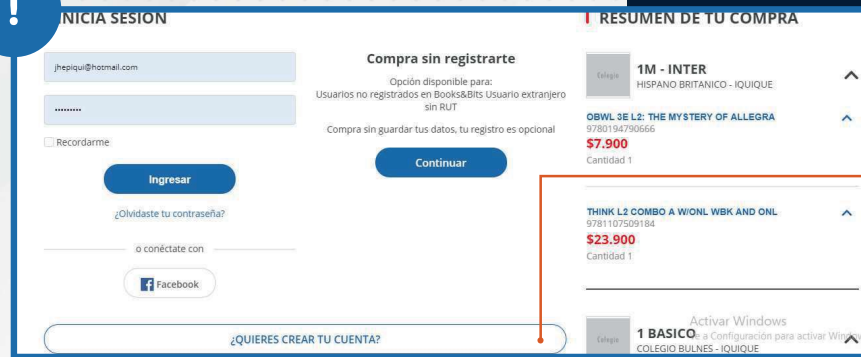 !
INICIA SESIÓN
jhepiqui@hotmail.com
Recordarme
Ingresar
¿Olvidaste tu contraseña?
o conéctate con
Facebook
¿QUIERES CREAR TU CUENTA?
Compra sin registrarte
Opción disponible para:
Usuarios no registrados en Books&Bits Usuario extranjero
sin RUT
Compra sin guardar tus datos, tu registro es opcional
Continuar
RESUMEN DE TU COMPRA
Colegio
1M - INTER
HISPANO BRITANICO - IQUIQUE
OBWL 3E L2: THE MYSTERY OF ALLEGRA
9780194790666
$7.900
Cantidad 1
THINK L2 COMBO A W/ONL WBK AND ONL
9781107509184
$23.900
Cantidad 1
Colegio
1 BASICO
COLEGIO BULNES - IQUIQUE
Activar Windows
a Configuración para activar